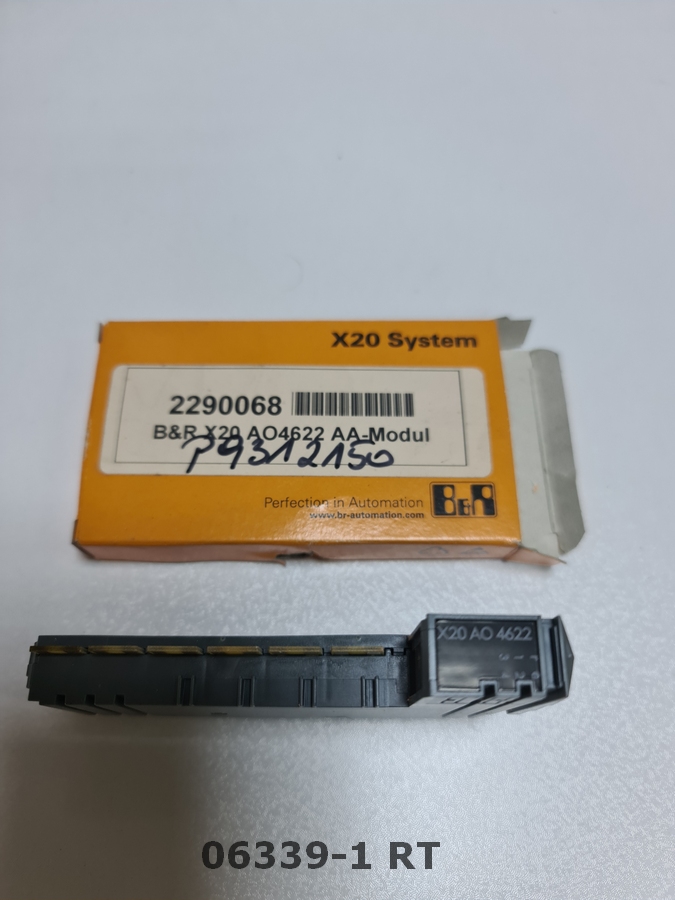 X20 System
2290068
B&R X20 AO4622 AA-Modul
P9312150
Perfection in Automation
www.br-automation.com
B&R
X20 AO 4622
06339-1 RT